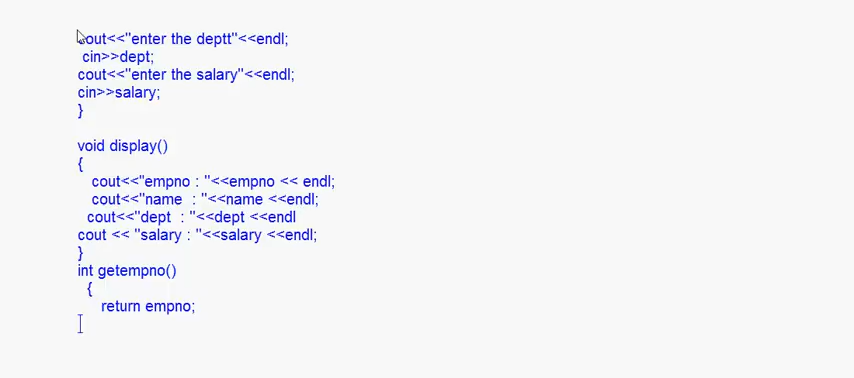 cout<<"enter the deptt"<<endl;
cin>>dept;
cout<<"enter the salary"<<endl;
cin>>salary;
}
void display()
{
cout<<"empno : "<<empno << endl;
cout<<"name  : "<<name <<endl;
cout<<"dept  : "<<dept <<endl
cout << "salary : "<<salary <<endl;
}
int getempno()
{
return empno;